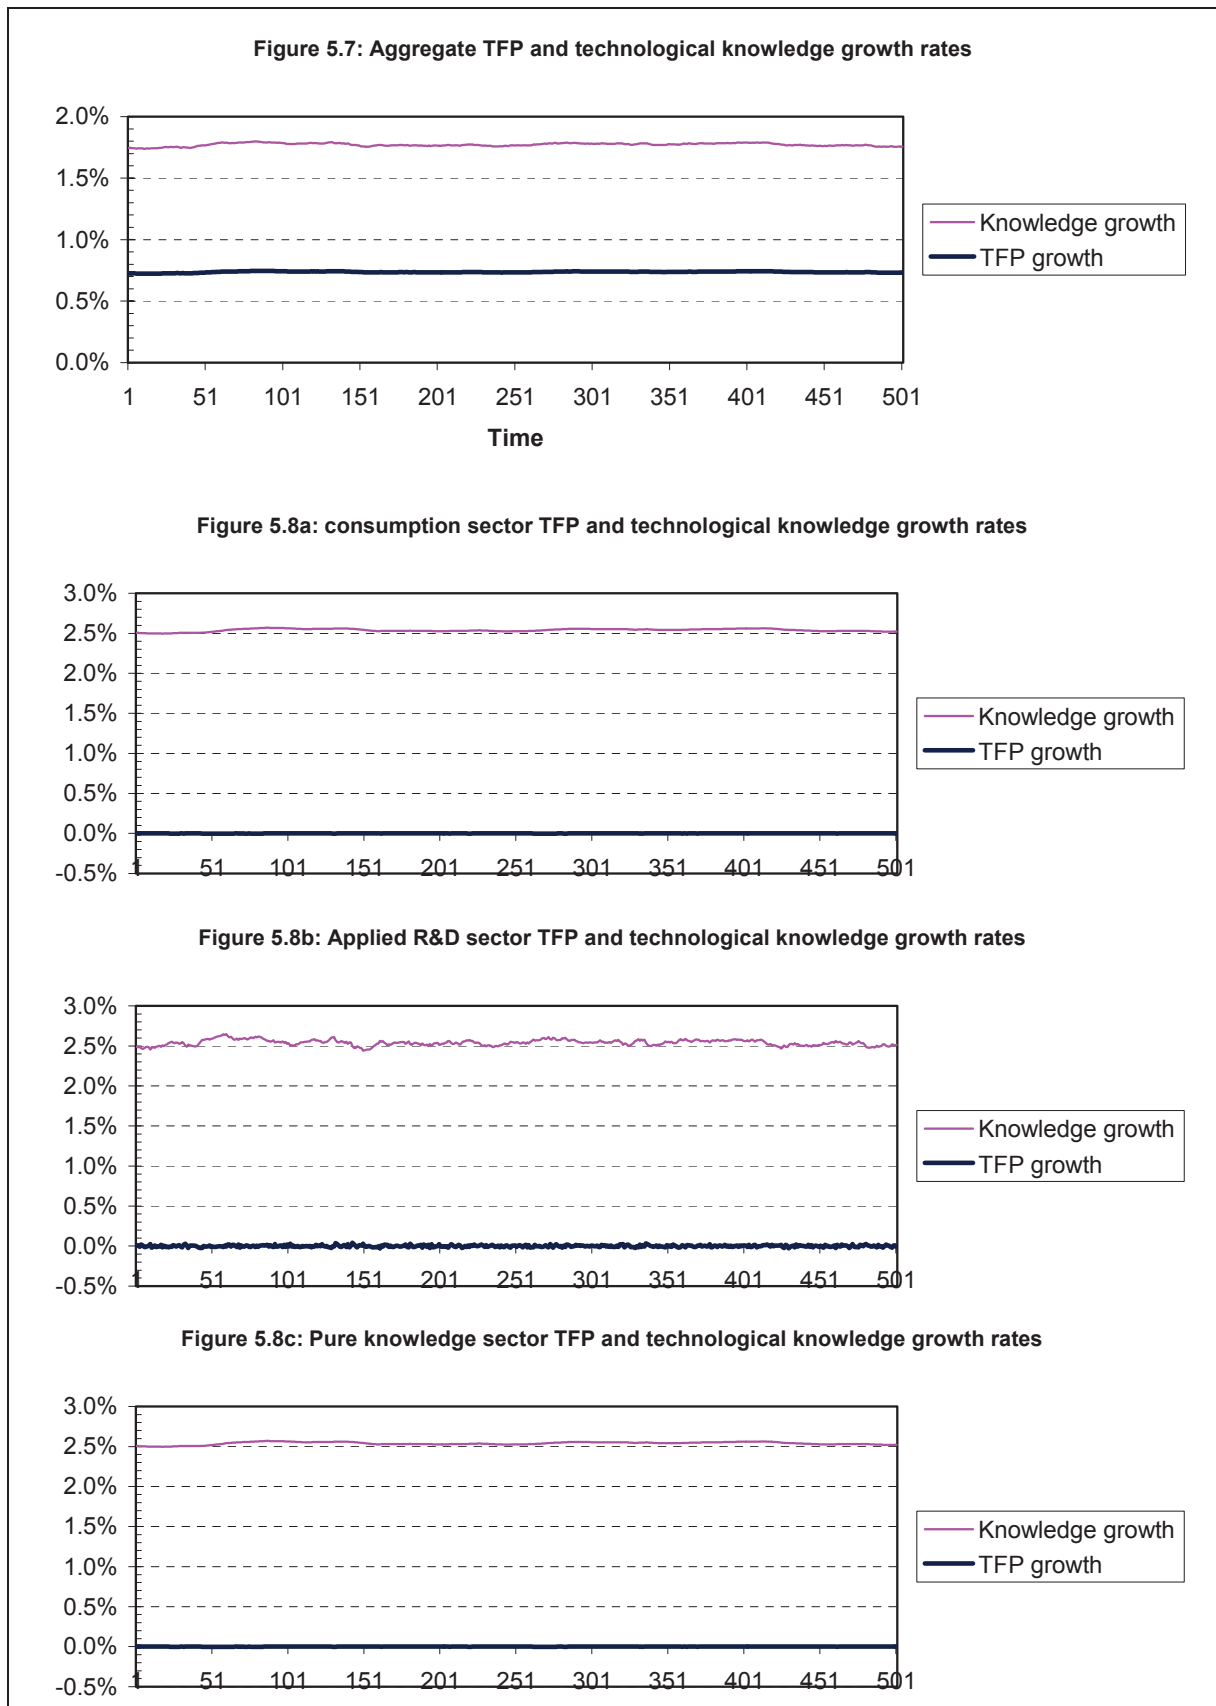 Figure 5.7: Aggregate TFP and technological knowledge growth rates
2.0%
1.5%
1.0%
0.5%
0.0%
1 51 101 151 201 251 301 351 401 451 501
Time
Knowledge growth
TFP growth
Figure 5.8a: consumption sector TFP and technological knowledge growth rates
3.0%
2.5%
2.0%
1.5%
1.0%
0.5%
0.0%
-0.5%
1 51 101 151 201 251 301 351 401 451 501
Knowledge growth
TFP growth
Figure 5.8b: Applied R&D sector TFP and technological knowledge growth rates
3.0%
2.5%
2.0%
1.5%
1.0%
0.5%
0.0%
-0.5%
1 51 101 151 201 251 301 351 401 451 501
Knowledge growth
TFP growth
Figure 5.8c: Pure knowledge sector TFP and technological knowledge growth rates
3.0%
2.5%
2.0%
1.5%
1.0%
0.5%
0.0%
-0.5%
1 51 101 151 201 251 301 351 401 451 501
Knowledge growth
TFP growth